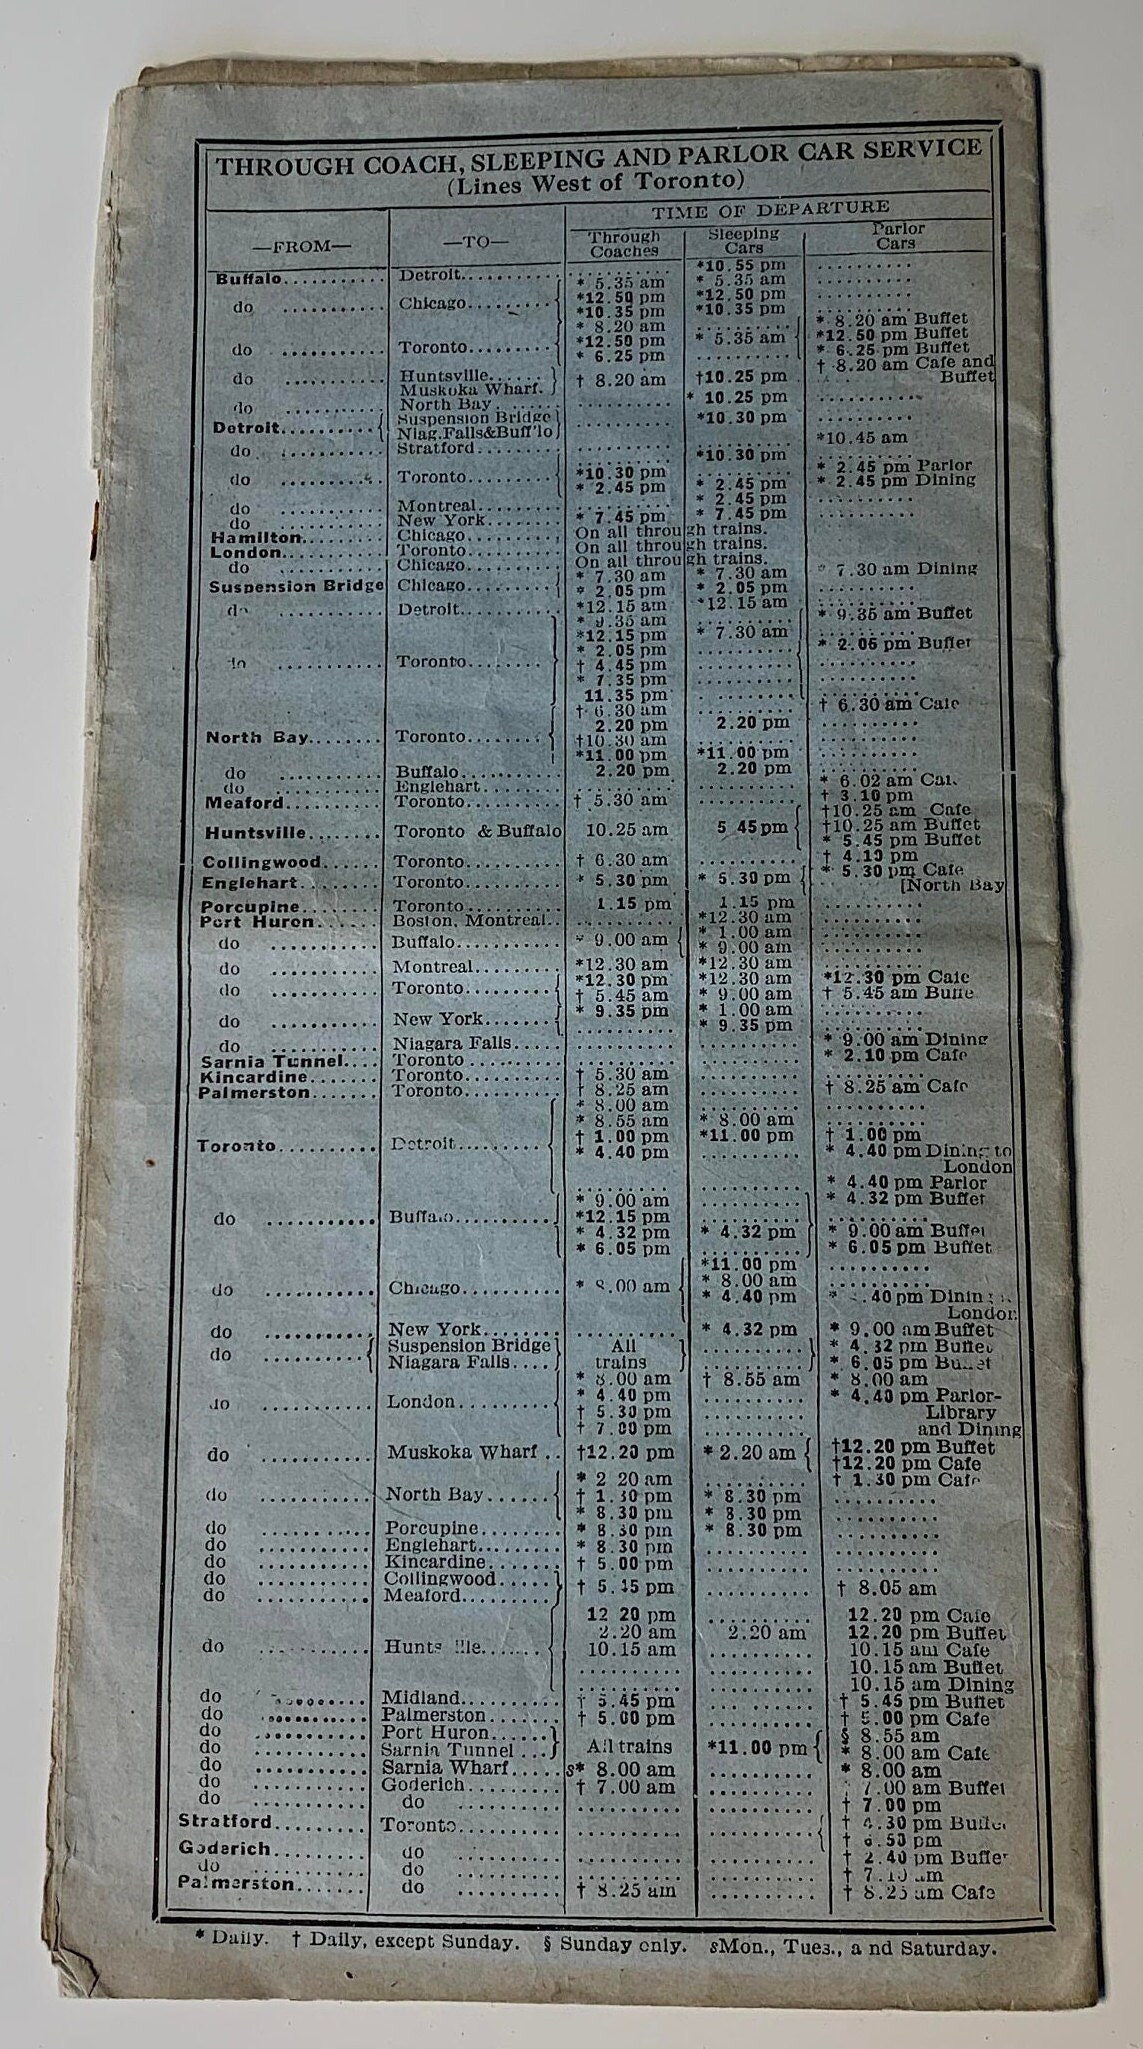 THROUGH COACH, SLEEPING AND PARLOR CAR SERVICE
(Lines West of Toronto)
—FROM— —TO— TIME OF DEPARTURE
Through Coaches Sleeping Cars Parlor Cars
Buffalo Detroit *10.55 pm
do Chicago * 5.35 am * 5.35 am
*12.50 pm *12.50 pm
*10.35 pm *10.35 pm
do Toronto * 8.20 am * 5.35 am * 8.20 am Buffet
*12.50 pm *12.50 pm Buffet
* 6.25 pm * 6.25 pm Buffet
do Huntsville Muskoka Wharf. † 8.20 am †10.25 pm † 8.20 am Cafe and Buffet
do North Bay * 10.25 pm
Detroit Suspension Bridge Niag.Falls&Buff'lo *10.30 pm
do Stratford *10.45 am
do Toronto *10.30 pm *10.30 pm * 2.45 pm Parlor
* 2.45 pm * 2.45 pm * 2.45 pm Dining
do Montreal * 2.45 pm
do New York * 7.45 pm * 7.45 pm
Hamilton Chicago On all through trains.
London Toronto On all through trains.
do Chicago On all through trains.
Suspension Bridge Chicago * 7.30 am * 7.30 am * 7.30 am Dining
* 2.05 pm * 2.05 pm
do Detroit *12.15 am *12.15 am
Toronto * 9.35 am * 7.30 am * 9.35 am Buffet
*12.15 pm
* 2.05 pm * 2.05 pm Buffet
† 4.45 pm
* 7.35 pm
11.35 pm
North Bay Toronto † 6.30 am † 6.30 am Cafe
2.20 pm 2.20 pm
†10.30 am
*11.00 pm *11.00 pm
do Buffalo 2.20 pm 2.20 pm
do Englehart * 6.02 am
Meaford Toronto † 5.30 am † 3.10 pm
Huntsville Toronto & Buffalo 10.25 am 5 45 pm †10.25 am Cafe
†10.25 am Buffet
* 5.45 pm Buffet
Collingwood Toronto † 6.30 am † 4.10 pm
Englehart Toronto * 5.30 pm * 5.30 pm * 5.30 pm Cafe
[North Bay
Porcupine Toronto 1.15 pm 1.15 pm
Port Huron Boston, Montreal *12.30 am
do Buffalo * 9.00 am * 1.00 am
* 9.00 am
do Montreal *12.30 am *12.30 am
do Toronto *12.30 pm *12.30 am *12.30 pm Cafe
† 5.45 am * 9.00 am † 5.45 am
do New York * 9.35 pm * 1.00 am
* 9.35 pm
do Niagara Falls * 9.00 am Dining
Sarnia Tunnel Toronto * 2.10 pm Cafe
Kincardine Toronto † 5.30 am
Palmerston Toronto † 8.25 am † 8.25 am Cafe
Toronto Detroit * 8.00 am
* 8.55 am * 8.00 am
† 1.00 pm *11.00 pm † 1.00 pm
* 4.40 pm * 4.40 pm Dining to London
* 4.40 pm Parlor
do Buffalo * 9.00 am * 4.32 pm Buffet
*12.15 pm
* 4.32 pm * 4.32 pm * 9.00 am Buffet
* 6.05 pm * 6.05 pm Buffet
do Chicago * 8.00 am *11.00 pm
* 8.00 am
* 4.40 pm London
do New York * 4.32 pm * 9.00 am Buffet
do Suspension Bridge Niagara Falls All trains * 4.32 pm Buffet
* 6.05 pm
London * 8.00 am † 8.55 am * 8.00 am
* 4.40 pm * 4.40 pm Parlor-
† 5.30 pm Library
† 7.00 pm and Dining
do Muskoka Wharf †12.20 pm * 2.20 am †12.20 pm Buffet
†12.20 pm Cafe
do North Bay * 2 20 am † 1.30 pm Cafe
† 1.30 pm * 8.30 pm
* 8.30 pm * 8.30 pm
do Porcupine * 8.30 pm * 8.30 pm
do Englehart * 8.30 pm
do Kincardine † 5.00 pm
do Collingwood † 5.45 pm † 8.05 am
do Meaford
do 12 20 pm 12.20 pm Cafe
2.20 am 2.20 am 12.20 pm Buffet
10.15 am 10.15 am Cafe
10.15 am Buffet
10.15 am Dining
do Midland † 5.45 pm † 5.45 pm Buffet
do Palmerston † 5.00 pm † 5.00 pm Cafe
do Port Huron § 8.55 am
do Sarnia Tunnel All trains *11.00 pm * 8.00 am Cafe
do Sarnia Wharf s* 8.00 am * 8.00 am
do Goderich † 7.00 am 7.00 am Buffet
do do † 7.00 pm
Stratford Toronto † 4.30 pm
† 6.50 pm
Goderich do † 2.40 pm Buffet
do do
Palmerston do † 8.25 am † 8.25 am Cafe
* Daily. † Daily, except Sunday. § Sunday only. sMon., Tues., and Saturday.